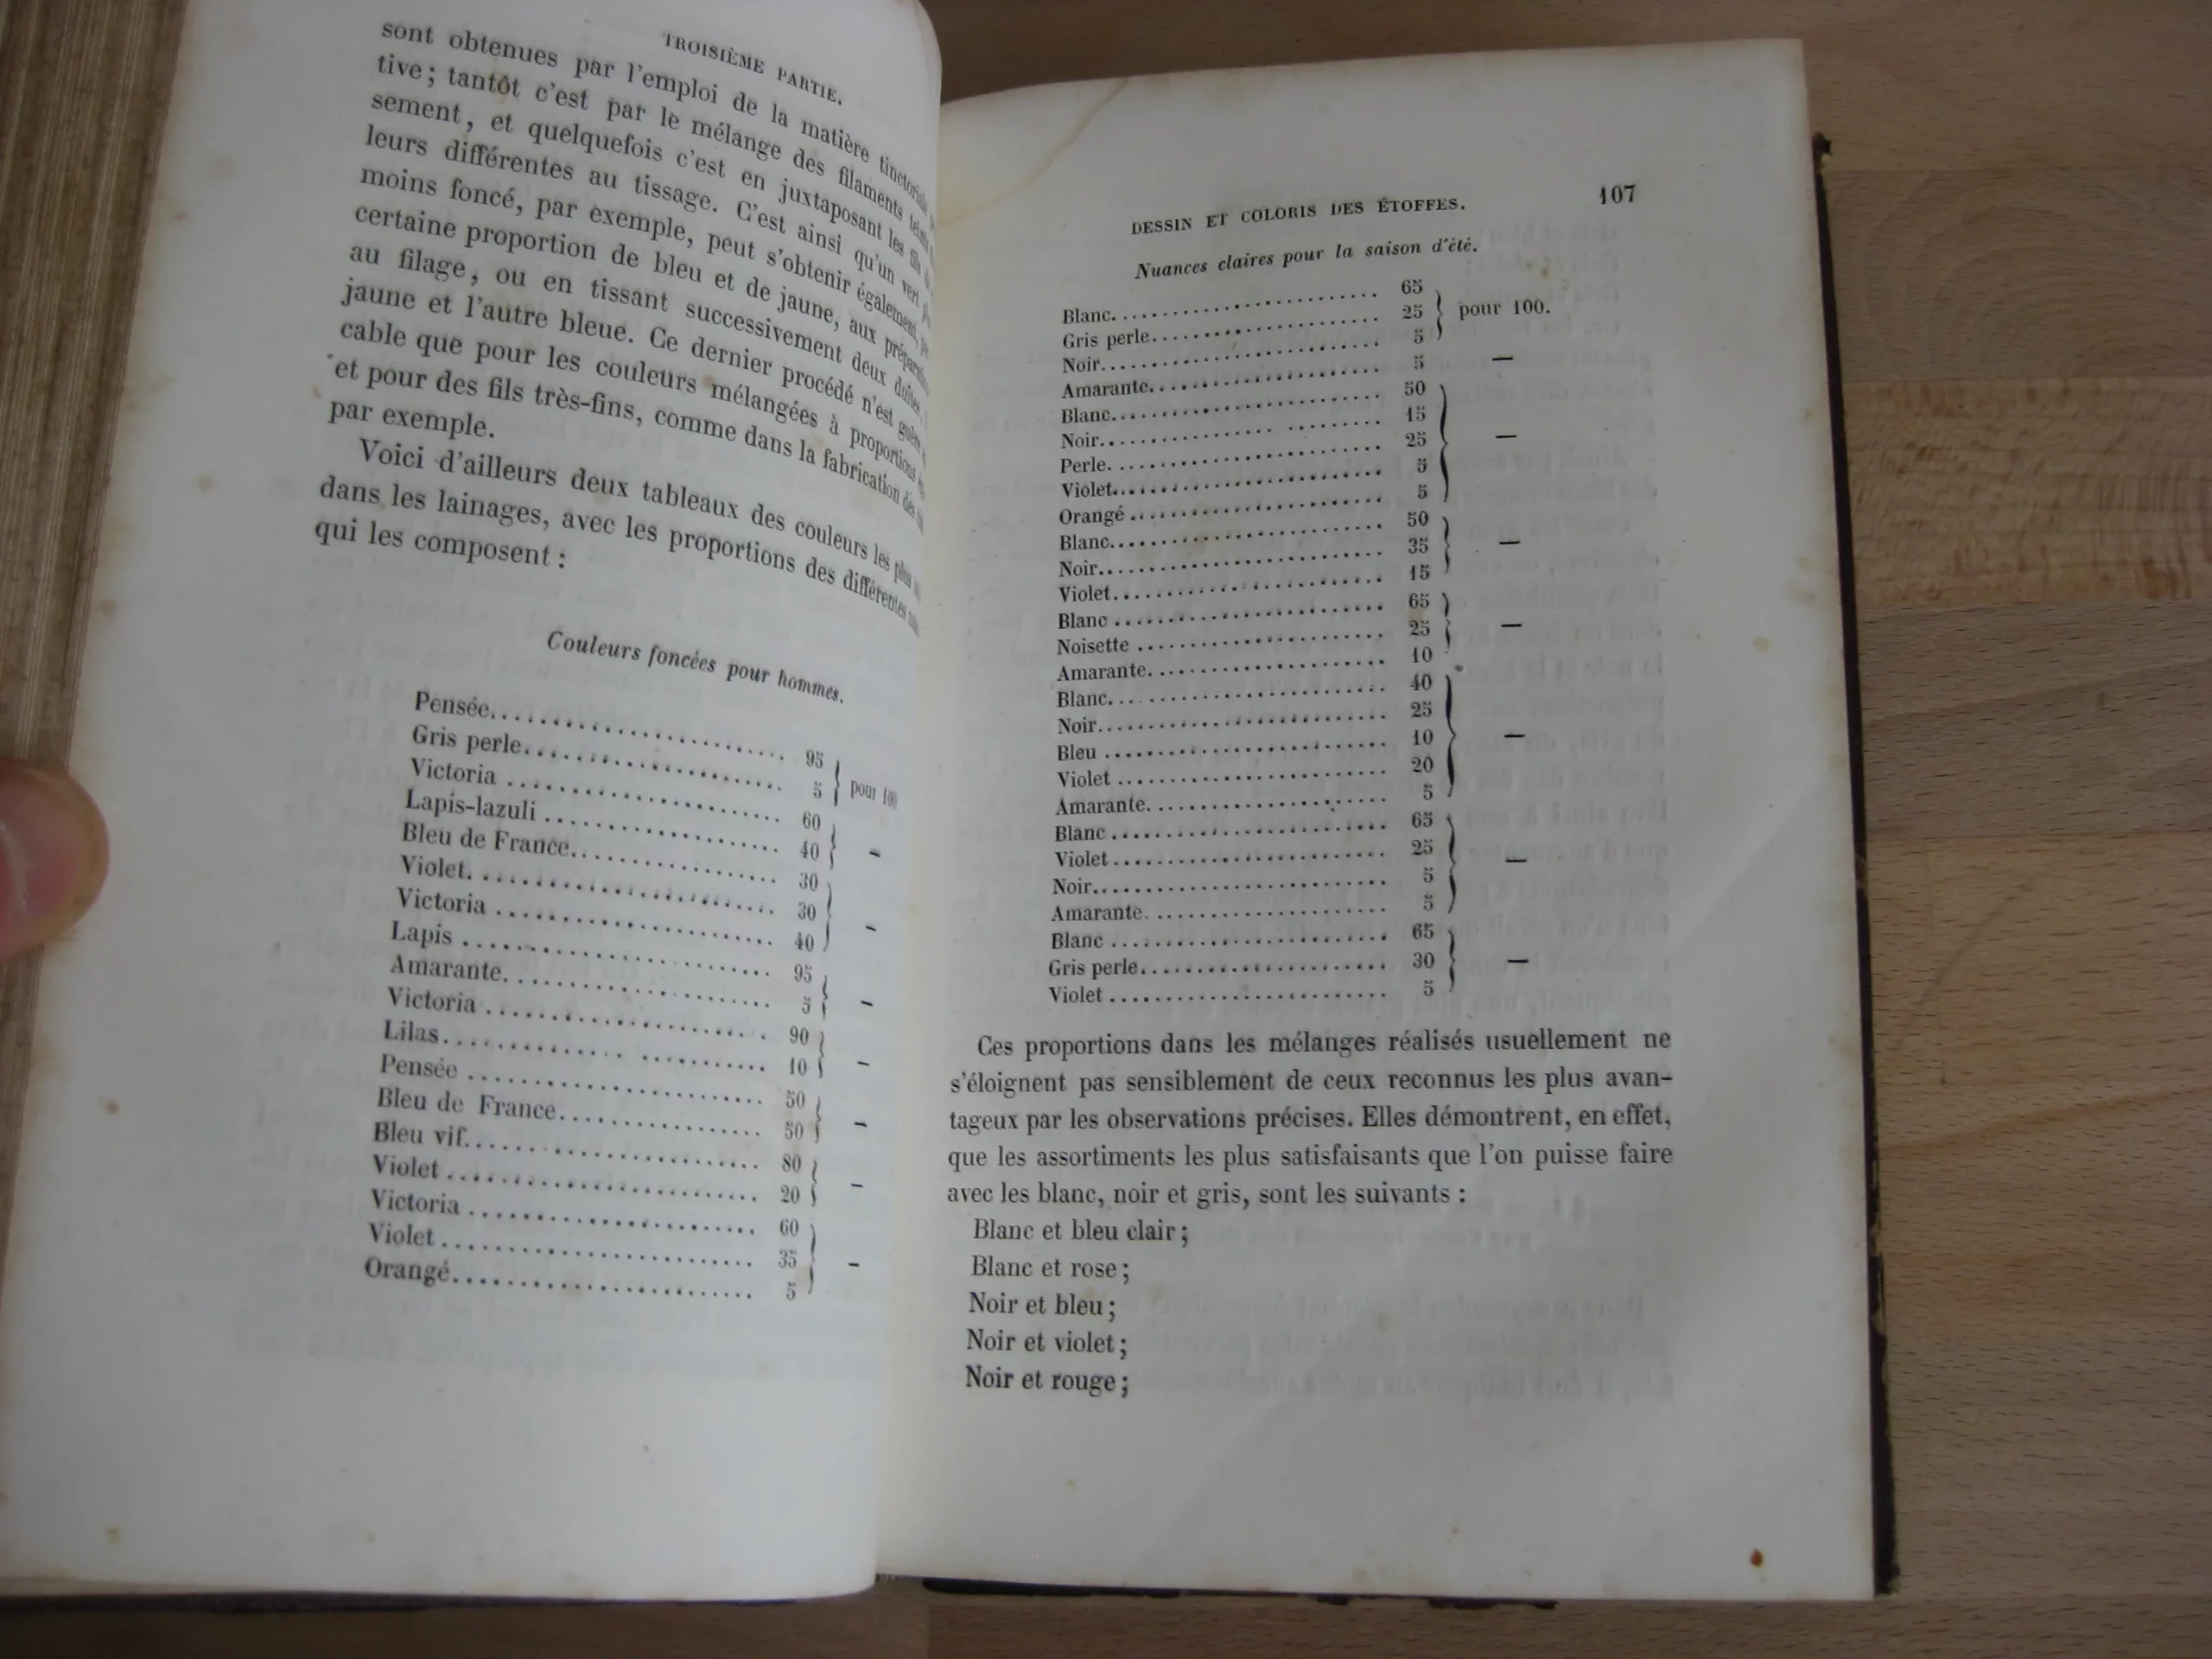 TROISIÈME PARTIE.
sont obtenues par l'emploi de la matière tinctoriale
tive; tantôt c'est par le mélange des filaments teints
sement, et quelquefois c'est en juxtaposant les fils de
leurs différentes au tissage. C'est ainsi qu'un vert
moins foncé, par exemple, peut s'obtenir également,
certaine proportion de bleu et de jaune, aux
au filage, ou en tissant successivement deux duites,
jaune et l'autre bleue. Ce dernier procédé n'est guère
cable que pour les couleurs mélangées à proportions
et pour des fils très-fins, comme dans la fabrication des
par exemple.
Voici d'ailleurs deux tableaux des couleurs les plus
dans les lainages, avec les proportions des différentes
qui les composent :
Couleurs foncées pour hommes.
Pensée.......... 95 } pour 100
Gris perle.......... 5
Victoria .......... 60 } —
Lapis-lazuli .......... 40
Bleu de France.......... 30 } —
Violet.......... 30
Victoria .......... 40
Lapis .......... 95 } —
Amarante.......... 5
Victoria .......... 90 } —
Lilas.......... 10
Pensée .......... 50 } —
Bleu de France.......... 50
Bleu vif.......... 80 } —
Violet .......... 20
Victoria .......... 60 } —
Violet .......... 35
Orangé.......... 5
DESSIN ET COLORIS DES ÉTOFFES. 107
Nuances claires pour la saison d'été.
Blanc.......... 65 } pour 100.
Gris perle.......... 25
Noir.......... 5
Amarante.......... 5 —
Blanc.......... 50 } —
Noir.......... 15
Perle.......... 25
Violet.......... 5
Orangé .......... 5
Blanc.......... 50 } —
Noir.......... 35
Violet.......... 15
Blanc .......... 65 } —
Noisette .......... 25
Amarante.......... 10
Blanc.......... 40 } —
Noir.......... 25
Bleu .......... 10
Violet .......... 20
Amarante.......... 5
Blanc .......... 65 } —
Violet .......... 25
Noir.......... 5
Amarante.......... 5
Blanc .......... 65 } —
Gris perle.......... 30
Violet .......... 5
Ces proportions dans les mélanges réalisés usuellement ne
s'éloignent pas sensiblement de ceux reconnus les plus avan-
tageux par les observations précises. Elles démontrent, en effet,
que les assortiments les plus satisfaisants que l'on puisse faire
avec les blanc, noir et gris, sont les suivants :
Blanc et bleu clair ;
Blanc et rose ;
Noir et bleu ;
Noir et violet ;
Noir et rouge ;